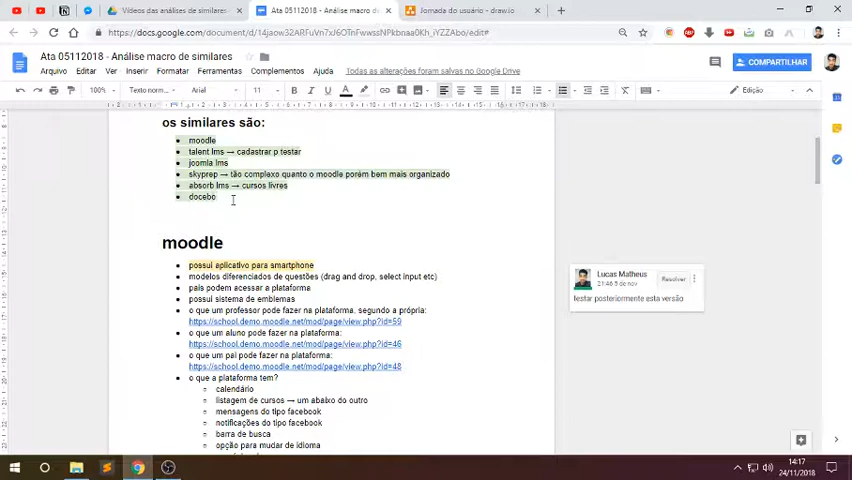 Vídeos das análises de similares
Ata 05112018 - Análise macro do
Jornada do usuário - draw.io
https://docs.google.com/document/d/14jaow32ARFuVn7xJ6OTnFwwssNPkbnaa0Kh_iYZZAbo/edit#
Ata 05112018 - Análise macro de similares
Arquivo Editar Ver Inserir Formatar Ferramentas Complementos Ajuda Todas as alterações foram salvas no Google Drive
COMPARTILHAR
100% Texto norm... Arial 11 Edição
os similares são:
moodle
talent lms → cadastrar p testar
joomla lms
skyprep → tão complexo quanto o moodle porém bem mais organizado
absorb lms → cursos livres
docebo
moodle
possui aplicativo para smartphone
modelos diferenciados de questões (drag and drop, select input etc)
pais podem acessar a plataforma
possui sistema de emblemas
o que um professor pode fazer na plataforma, segundo a própria:
https://school.demo.moodle.net/mod/page/view.php?id=59
o que um aluno pode fazer na plataforma:
https://school.demo.moodle.net/mod/page/view.php?id=46
o que um pai pode fazer na plataforma:
https://school.demo.moodle.net/mod/page/view.php?id=48
o que a plataforma tem?
calendário
listagem de cursos → um abaixo do outro
mensagens do tipo facebook
notificações do tipo facebook
barra de busca
opção para mudar de idioma
Lucas Matheus
21:46 5 de nov
Resolver
testar posteriormente esta versão
14:17
24/11/2018